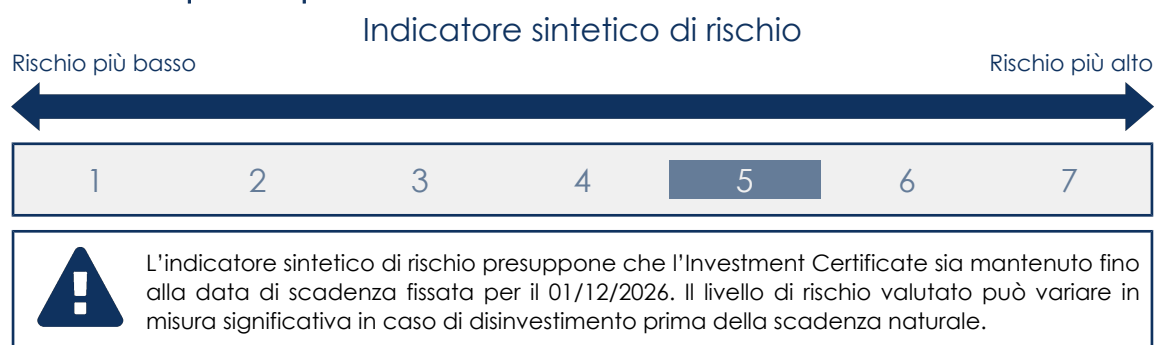 Indicatore sintetico di rischio
Rischio più basso Rischio più alto
1 2 3 4 5 6 7
L'indicatore sintetico di rischio presuppone che l'Investment Certificate sia mantenuto fino
alla data di scadenza fissata per il 01/12/2026. Il livello di rischio valutato può variare in
misura significativa in caso di disinvestimento prima della scadenza naturale.